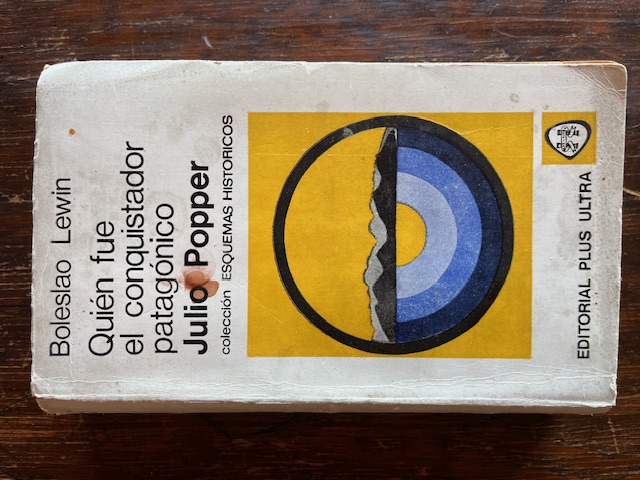 Boleslao Lewin
Quién fue
el conquistador
patagónico
Julio Popper
colección ESQUEMAS HISTORICOS
EDITORIAL PLUS ULTRA